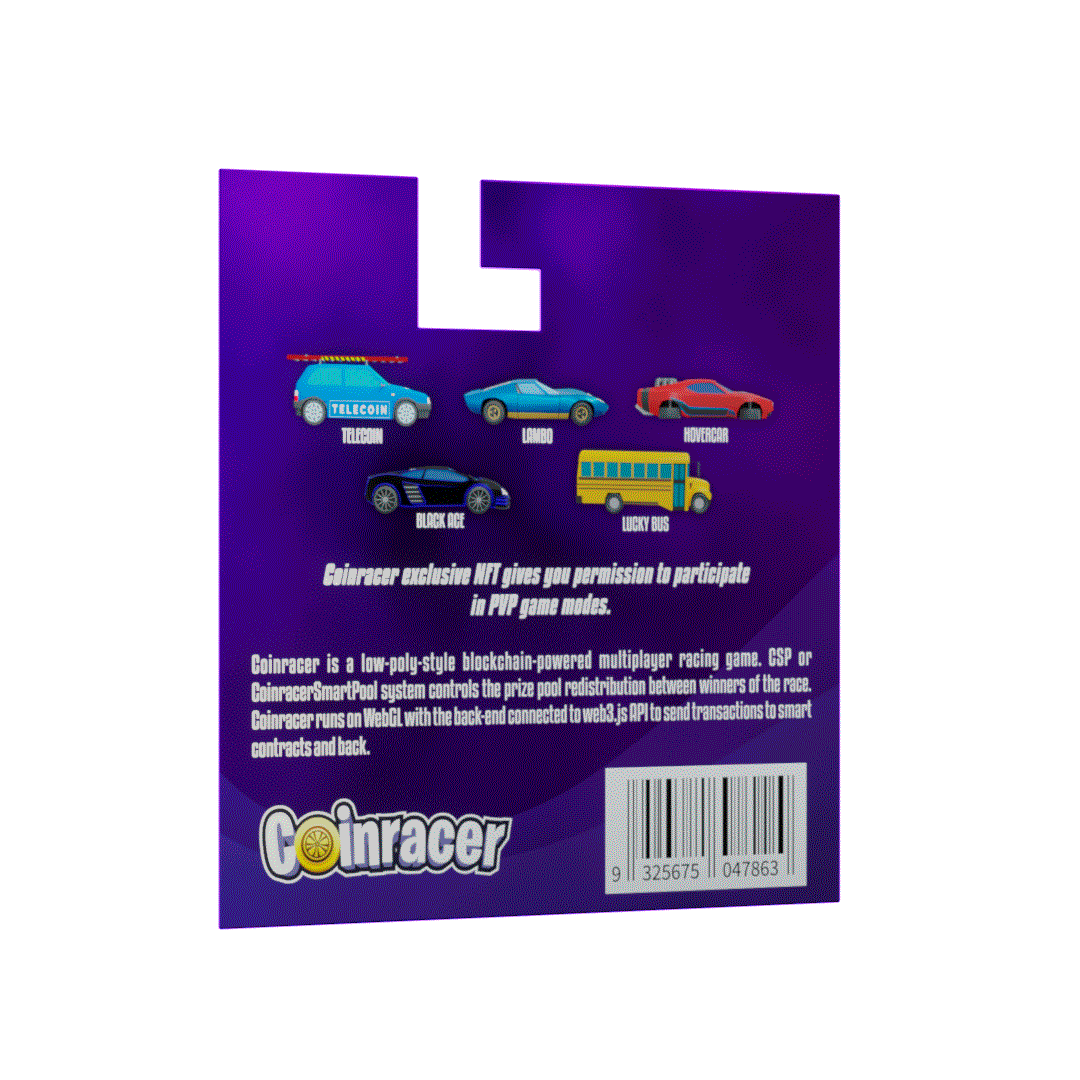 TELECOIN
TELECOIN
LAMBO
HOVERCAR
BLACK ACE
LUCKY BUS
Coinracer exclusive NFT gives you permission to participate
in PVP game modes.
Coinracer is a low-poly-style blockchain-powered multiplayer racing game. CSP or
CoinracerSmartPool system controls the prize pool redistribution between winners of the race.
Coinracer runs on WebGL with the back-end connected to web3.js API to send transactions to smart
contracts and back.
Coinracer
9 325675 047863